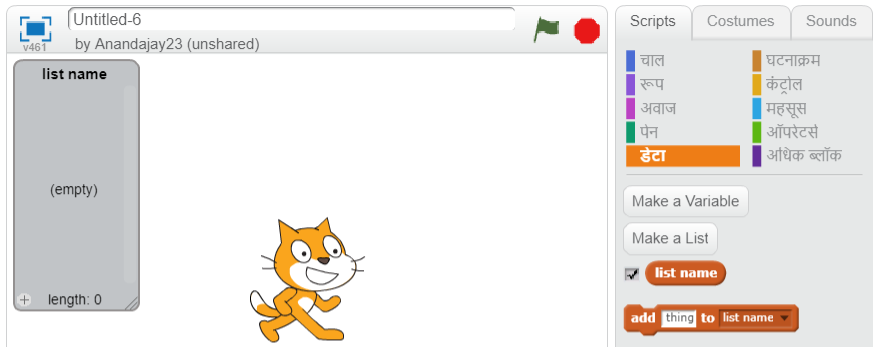 v461
Untitled-6
by Anandajay23 (unshared)
list name
(empty)
length: 0
Scripts
Costumes
Sounds
चाल
घटनाक्रम
रूप
कंट्रोल
अवाज
महसूस
पेन
ऑपरेटर्स
डेटा
अधिक ब्लॉक
Make a Variable
Make a List
list name
add thing to list name